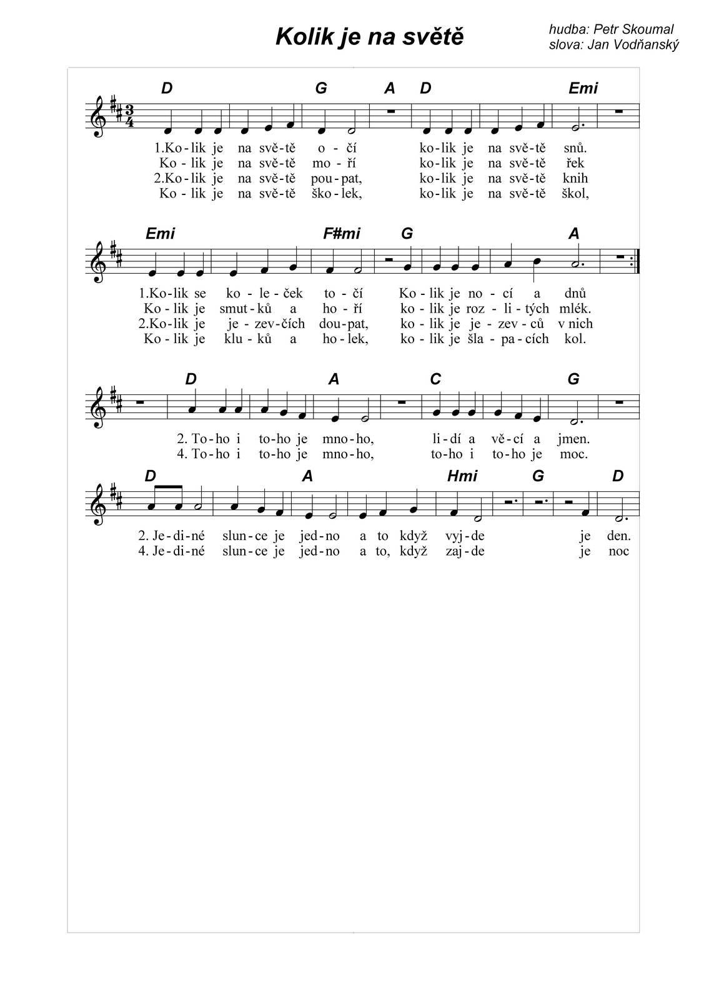 Kolik je na světě
hudba: Petr Skoumal
slova: Jan Vodňanský
D G A D Emi
3
4
1.Ko-lik je na svě-tě o-čí ko-lik je na svě-tě snů.
Ko-lik je na svě-tě mo-ří ko-lik je na svě-tě řek
2.Ko-lik je na svě-tě pou-pat, ko-lik je na svě-tě knih
Ko-lik je na svě-tě ško-lek, ko-lik je na svě-tě škol,
Emi F#mi G A
1.Ko-lik se ko-le-ček to-čí Ko-lik je no-cí a dnů
Ko-lik je smut-ků a ho-ří ko-lik je roz-li-tých mlék.
2.Ko-lik je je-zev-čích dou-pat, ko-lik je je-zev-ců v nich
Ko-lik je klu-ků a ho-lek, ko-lik je šla-pa-cích kol.
D A C G
2. To-ho i to-ho je mno-ho, li-dí a vě-cí a jmen.
4. To-ho i to-ho je mno-ho, to-ho i to-ho je moc.
D A Hmi G D
2. Je-di-né slun-ce je jed-no a to když vyj-de je den.
4. Je-di-né slun-ce je jed-no a to, když zaj-de je noc